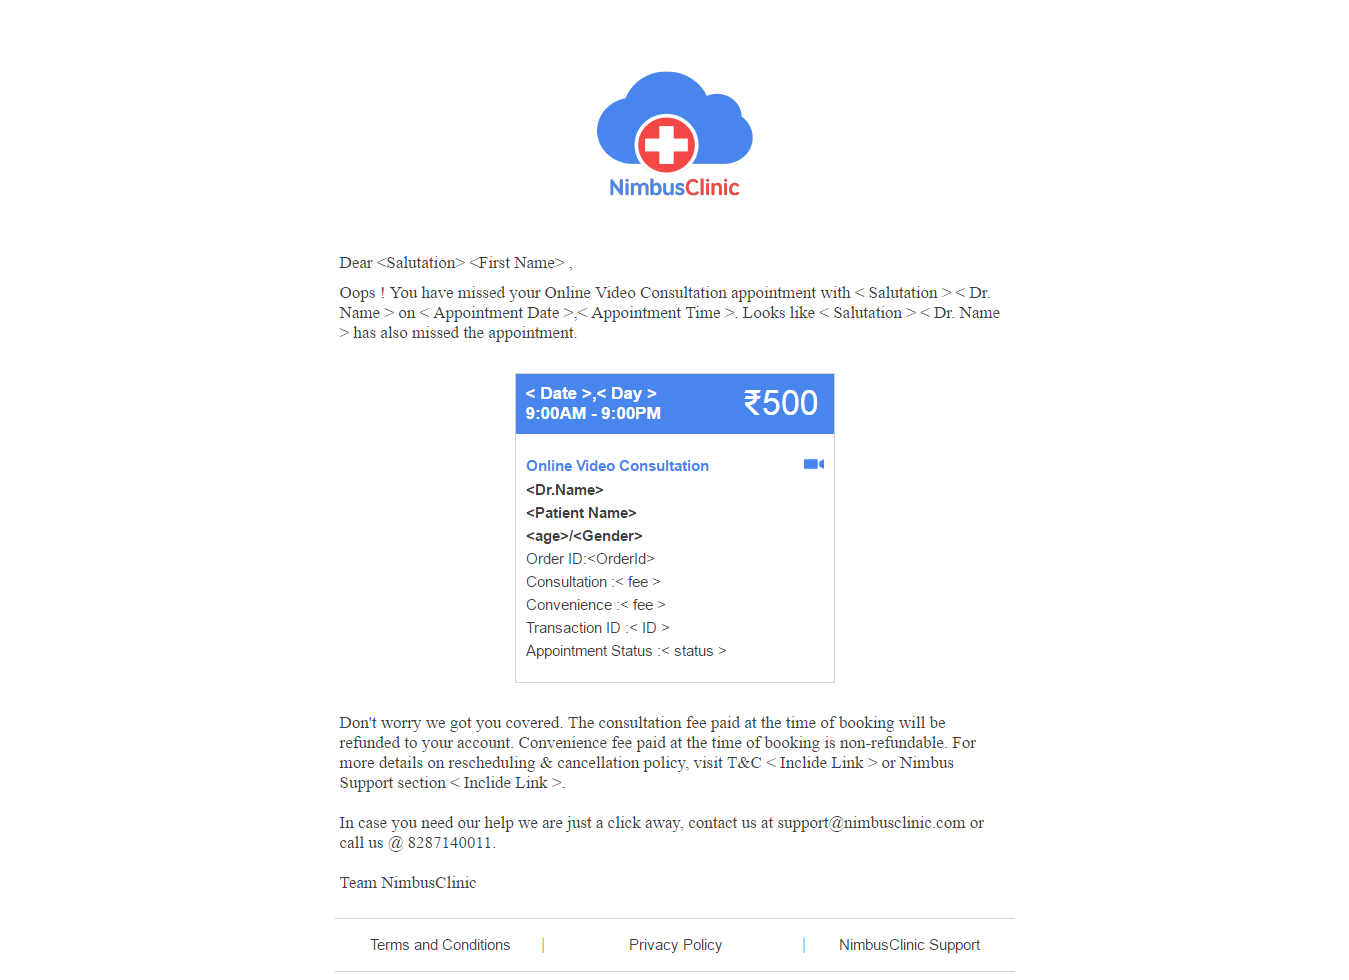 NimbusClinic
Dear <Salutation> <First Name> ,
Oops ! You have missed your Online Video Consultation appointment with < Salutation > < Dr.
Name > on < Appointment Date >,< Appointment Time >. Looks like < Salutation > < Dr. Name
> has also missed the appointment.
< Date >,< Day >
9:00AM - 9:00PM
₹500
Online Video Consultation
<Dr.Name>
<Patient Name>
<age>/<Gender>
Order ID:<OrderId>
Consultation :< fee >
Convenience :< fee >
Transaction ID :< ID >
Appointment Status :< status >
Don't worry we got you covered. The consultation fee paid at the time of booking will be
refunded to your account. Convenience fee paid at the time of booking is non-refundable. For
more details on rescheduling & cancellation policy, visit T&C < Inclide Link > or Nimbus
Support section < Inclide Link >.
In case you need our help we are just a click away, contact us at support@nimbusclinic.com or
call us @ 8287140011.
Team NimbusClinic
Terms and Conditions | Privacy Policy | NimbusClinic Support